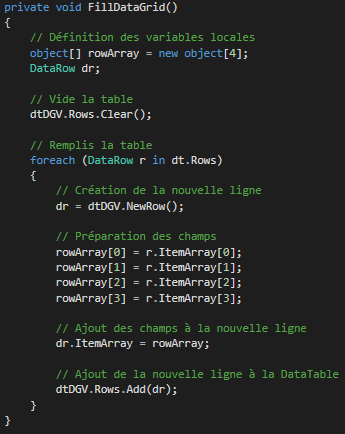 private void FillDataGrid()
{
// Définition des variables locales
object[] rowArray = new object[4];
DataRow dr;
// Vide la table
dtDGV.Rows.Clear();
// Remplis la table
foreach (DataRow r in dt.Rows)
{
// Création de la nouvelle ligne
dr = dtDGV.NewRow();
// Préparation des champs
rowArray[0] = r.ItemArray[0];
rowArray[1] = r.ItemArray[1];
rowArray[2] = r.ItemArray[2];
rowArray[3] = r.ItemArray[3];
// Ajout des champs à la nouvelle ligne
dr.ItemArray = rowArray;
// Ajout de la nouvelle ligne à la DataTable
dtDGV.Rows.Add(dr);
}
}